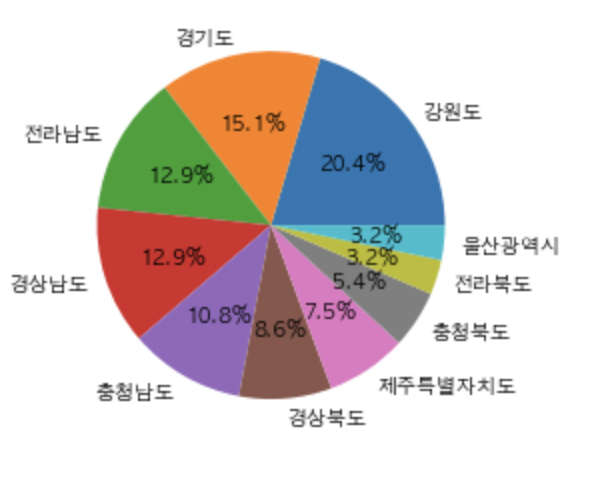 경기도
강원도
15.1%
20.4%
전라남도
12.9%
3.2%
울산광역시
경상남도
12.9%
3.2%
전라북도
5.4%
10.8%
8.6%
7.5%
충청북도
충청남도
제주특별자치도
경상북도